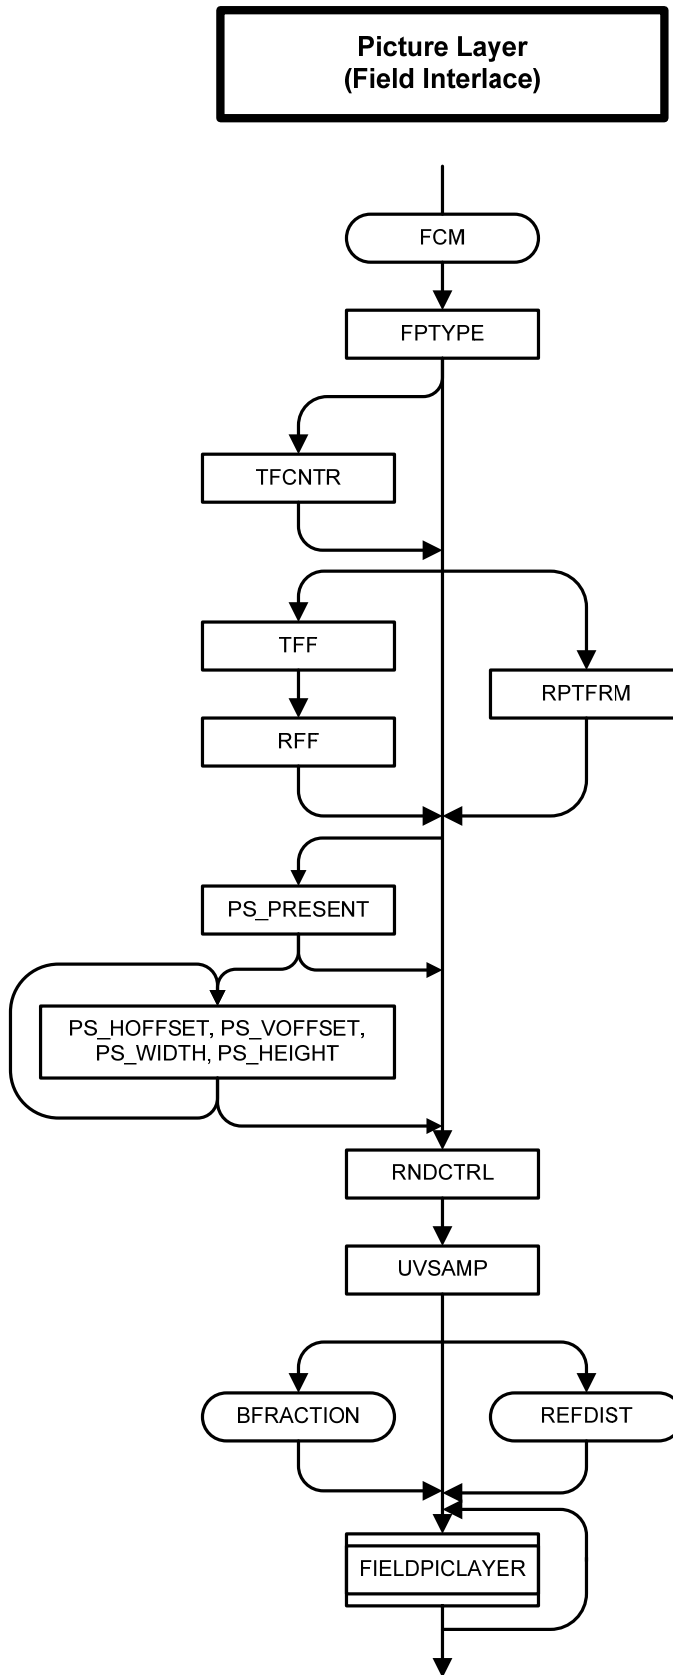 Picture Layer
(Field Interlace)
FCM
FPTYPE
TFCNTR
TFF
RPTFRM
RFF
PS_PRESENT
PS_HOFFSET, PS_VOFFSET,
PS_WIDTH, PS_HEIGHT
RNDCTRL
UVSAMP
BFRACTION
REFDIST
FIELDPICLAYER